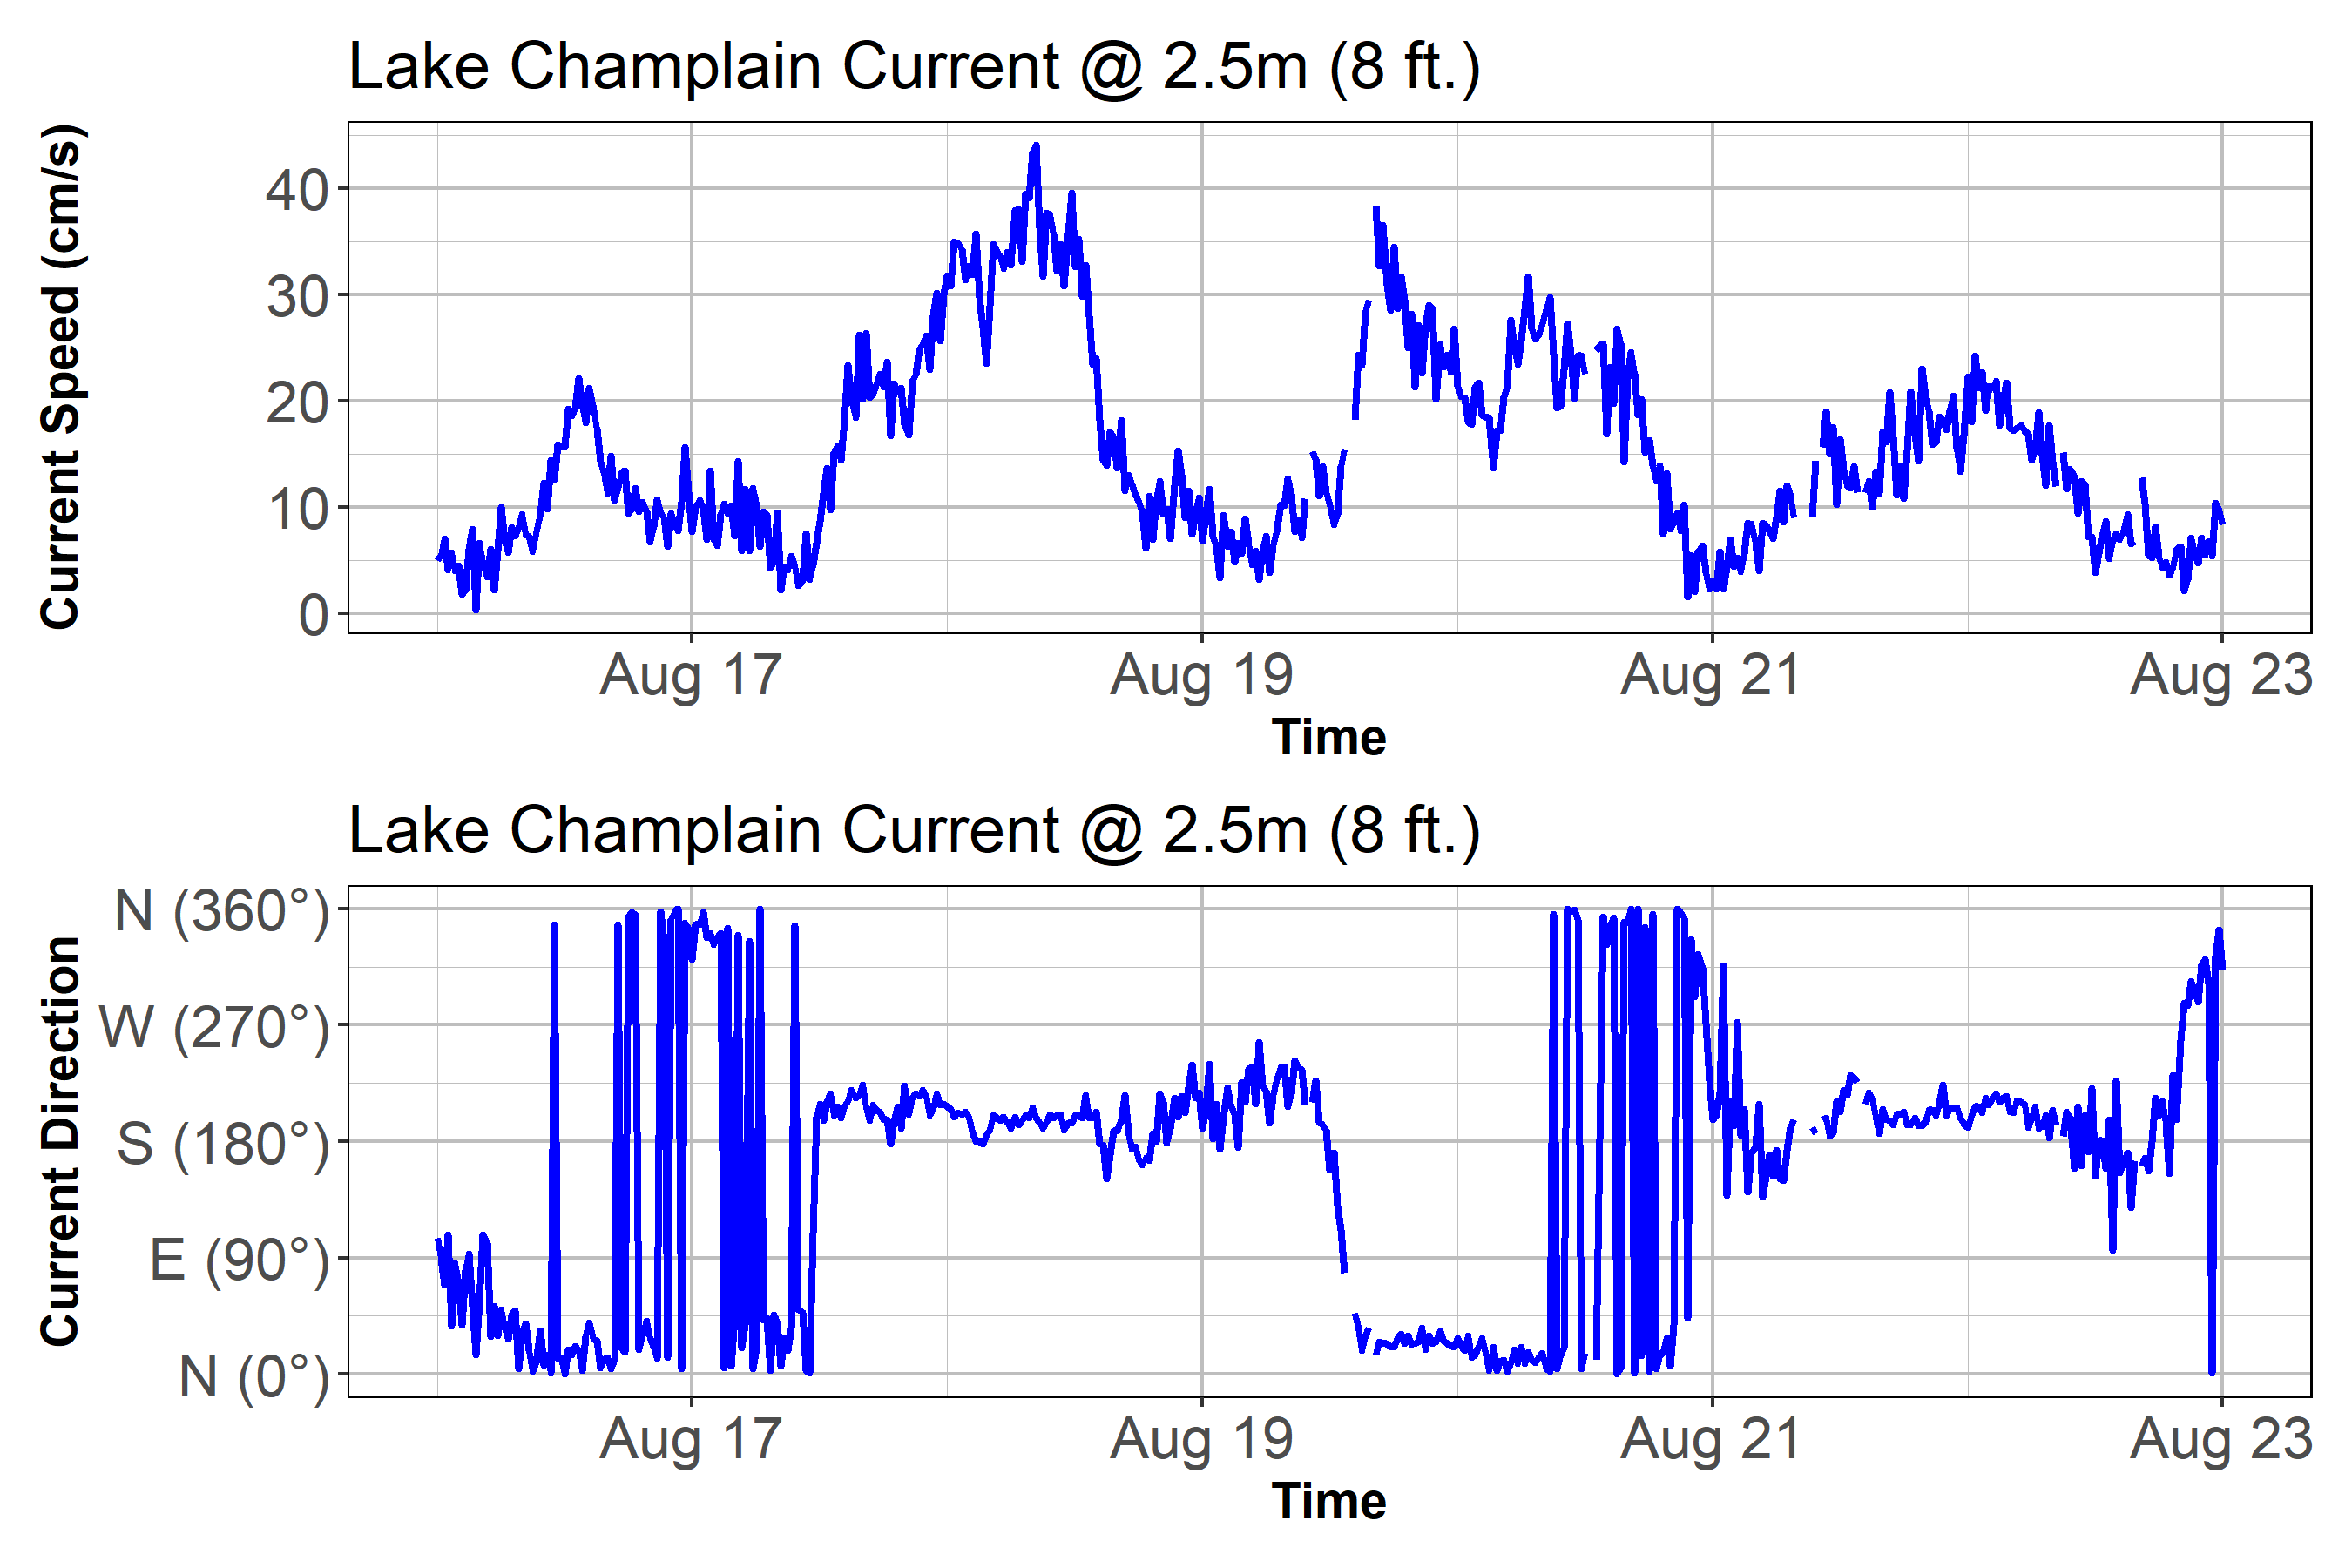 Lake Champlain Current @ 2.5m (8 ft.)
Current Speed (cm/s)
40
30
20
10
0
Aug 17 Aug 19 Aug 21 Aug 23
Time
Lake Champlain Current @ 2.5m (8 ft.)
Current Direction
N (360°)
W (270°)
S (180°)
E (90°)
N (0°)
Aug 17 Aug 19 Aug 21 Aug 23
Time